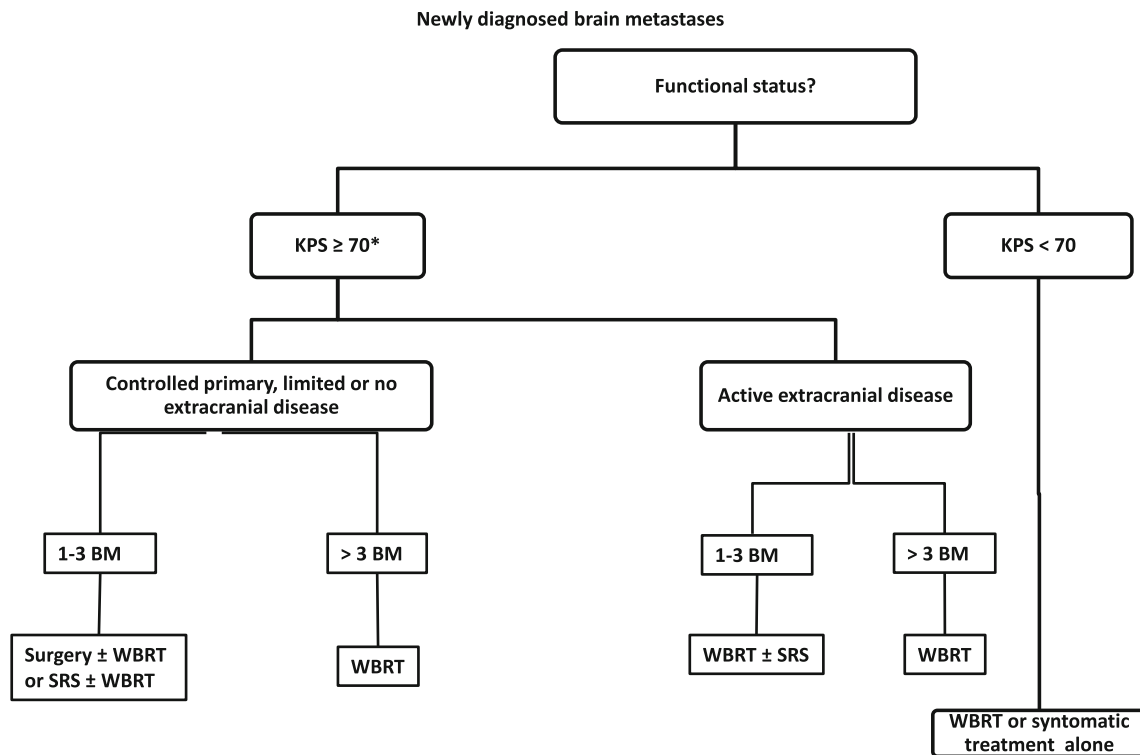 Newly diagnosed brain metastases
Functional status?
KPS ≥ 70*
KPS < 70
Controlled primary, limited or no
extracranial disease
Active extracranial disease
1-3 BM
> 3 BM
1-3 BM
> 3 BM
Surgery ± WBRT
or SRS ± WBRT
WBRT
WBRT ± SRS
WBRT
WBRT or syntomatic
treatment alone